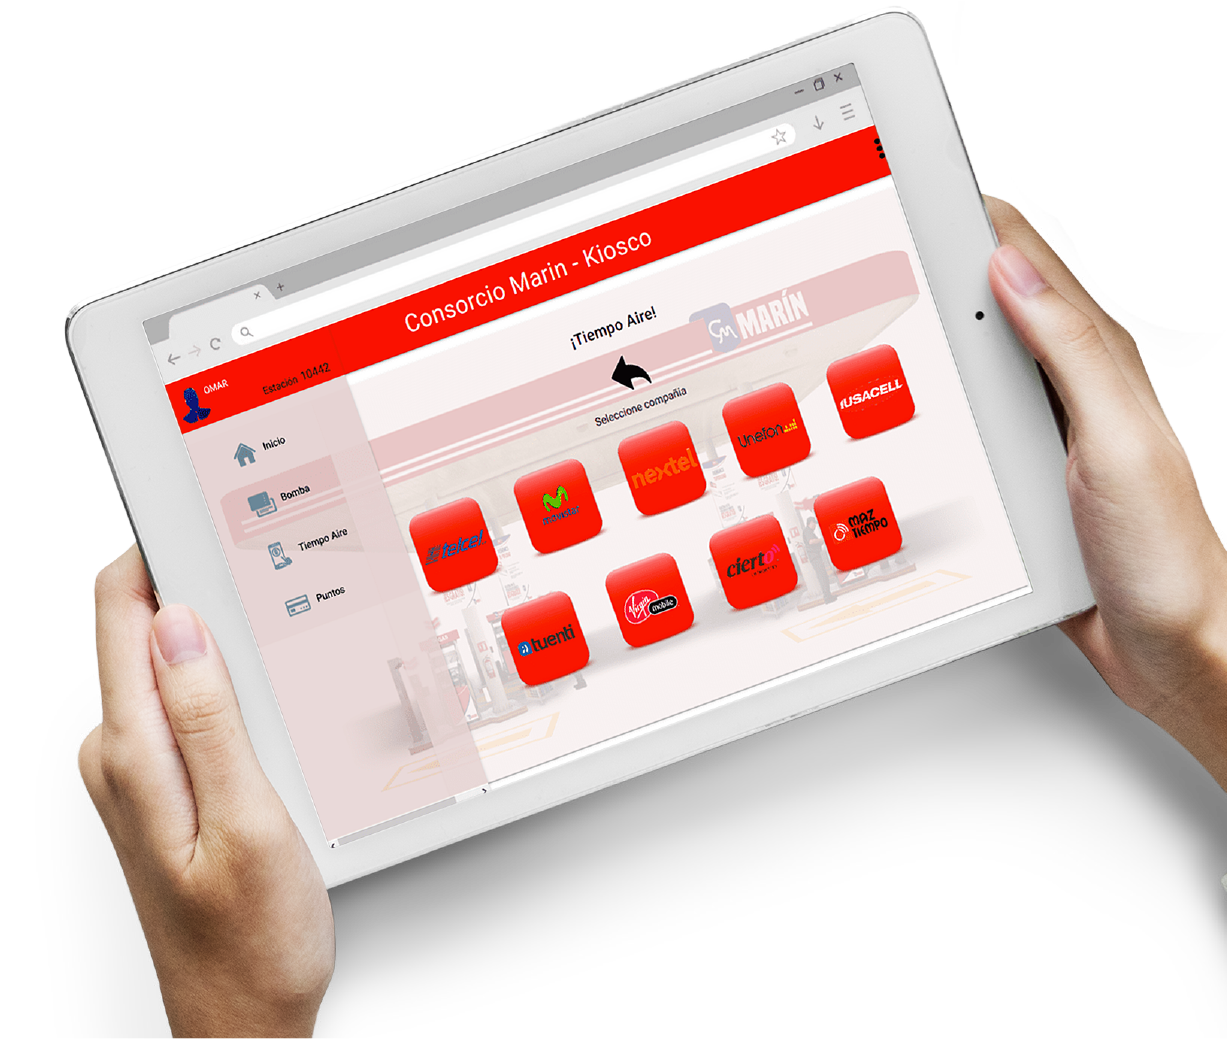 Consorcio Marin - Kiosco
OMAR
Estación 10442
Inicio
Bomba
Tiempo Aire
Puntos
¡Tiempo Aire!
MARÍN
Seleccione compañia
telcel
movistar
nextel
Unefon
IUSACELL
tuenti
Virgin mobile
cierto
MAZ TIEMPO